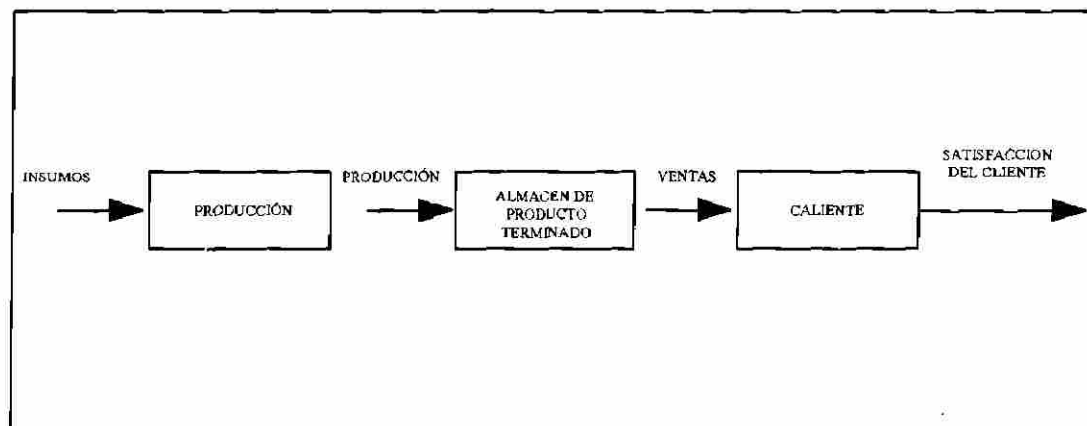 INSUMOS
PRODUCCIÓN
PRODUCCIÓN
ALMACEN DE
PRODUCTO
TERMINADO
VENTAS
CALIENTE
SATISFACCION
DEL CLIENTE